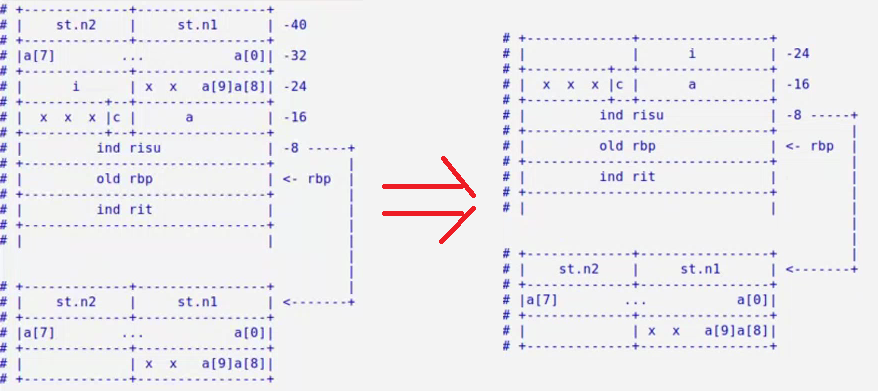 # +-------------+----------------+
# |    st.n2    |     st.n1      | -40
# +-------------+----------------+
# |a[7]        ...           a[0]| -32
# +-------------+----------------+
# |      i      | x  x   a[9]a[8]| -24
# +----------+--+----------------+
# |  x  x  x |c |      a         | -16
# +----------+--+----------------+
# |         ind risu             | -8 -----+
# +------------------------------+         |
# |         old rbp              | <- rbp  |
# +------------------------------+         |
# |         ind rit              |         |
# +------------------------------+         |
# |                              |         |
# +-------------+----------------+         |
# |    st.n2    |     st.n1      | <-------+
# +-------------+----------------+
# |a[7]        ...           a[0]|
# +-------------+----------------+
# |             | x  x   a[9]a[8]|
# +-------------+----------------+
# +-------------+----------------+
# |             |      i         | -24
# +----------+--+----------------+
# |  x  x  x |c |      a         | -16
# +----------+--+----------------+
# |         ind risu             | -8 -----+
# +------------------------------+         |
# |         old rbp              | <- rbp  |
# +------------------------------+         |
# |         ind rit              |         |
# +------------------------------+         |
# |                              |         |
# +-------------+----------------+         |
# |    st.n2    |     st.n1      | <-------+
# +-------------+----------------+
# |a[7]        ...           a[0]|
# +-------------+----------------+
# |             | x  x   a[9]a[8]|
# +-------------+----------------+